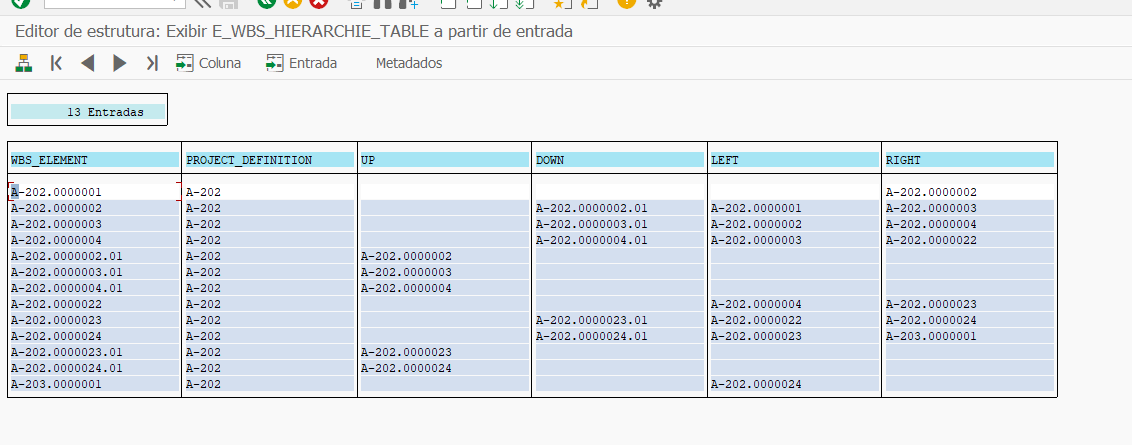 Editor de estrutura: Exibir E_WBS_HIERARCHIE_TABLE a partir de entrada
Coluna Entrada Metadados
13 Entradas
WBS_ELEMENT PROJECT_DEFINITION UP DOWN LEFT RIGHT
A-202.0000001 A-202 A-202.0000002
A-202.0000002 A-202 A-202.0000002.01 A-202.0000001 A-202.0000003
A-202.0000003 A-202 A-202.0000003.01 A-202.0000002 A-202.0000004
A-202.0000004 A-202 A-202.0000004.01 A-202.0000003 A-202.0000022
A-202.0000002.01 A-202 A-202.0000002
A-202.0000003.01 A-202 A-202.0000003
A-202.0000004.01 A-202 A-202.0000004
A-202.0000022 A-202 A-202.0000004 A-202.0000023
A-202.0000023 A-202 A-202.0000023.01 A-202.0000022 A-202.0000024
A-202.0000024 A-202 A-202.0000024.01 A-202.0000023 A-203.0000001
A-202.0000023.01 A-202 A-202.0000023
A-202.0000024.01 A-202 A-202.0000024
A-203.0000001 A-202 A-202.0000024